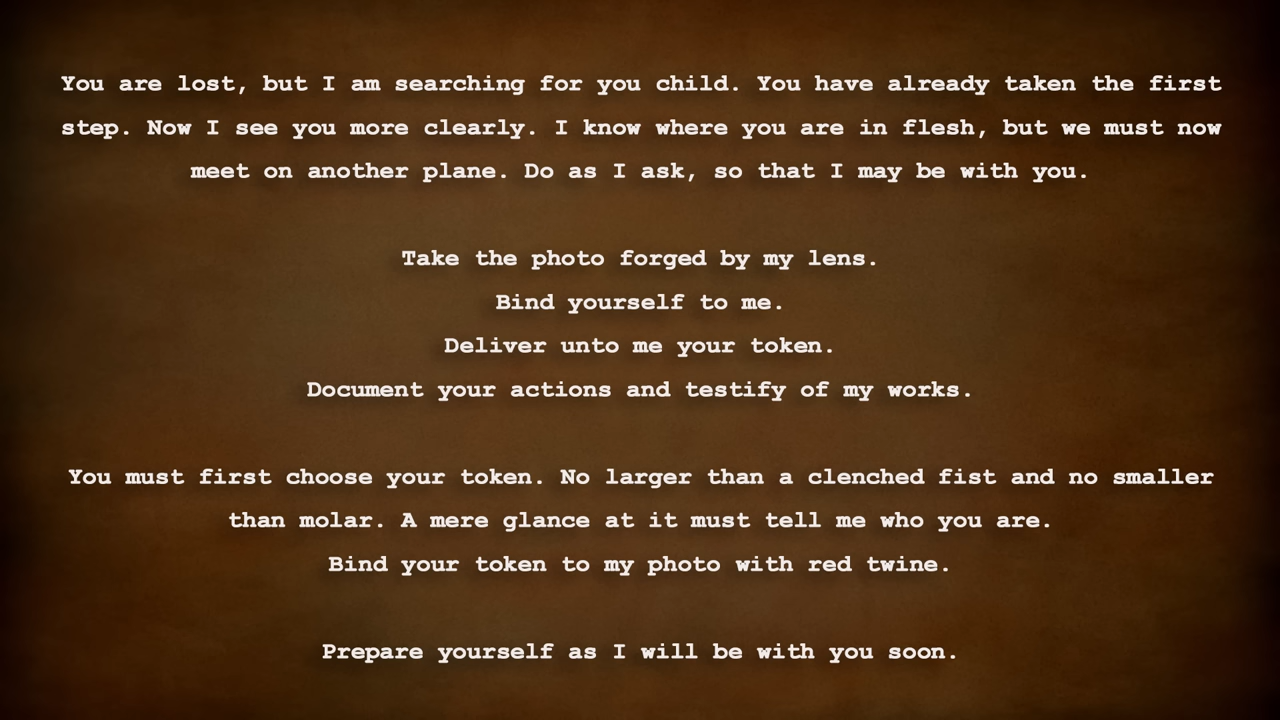 You are lost, but I am searching for you child. You have already taken the first
step. Now I see you more clearly. I know where you are in flesh, but we must now
meet on another plane. Do as I ask, so that I may be with you.
Take the photo forged by my lens.
Bind yourself to me.
Deliver unto me your token.
Document your actions and testify of my works.
You must first choose your token. No larger than a clenched fist and no smaller
than molar. A mere glance at it must tell me who you are.
Bind your token to my photo with red twine.
Prepare yourself as I will be with you soon.